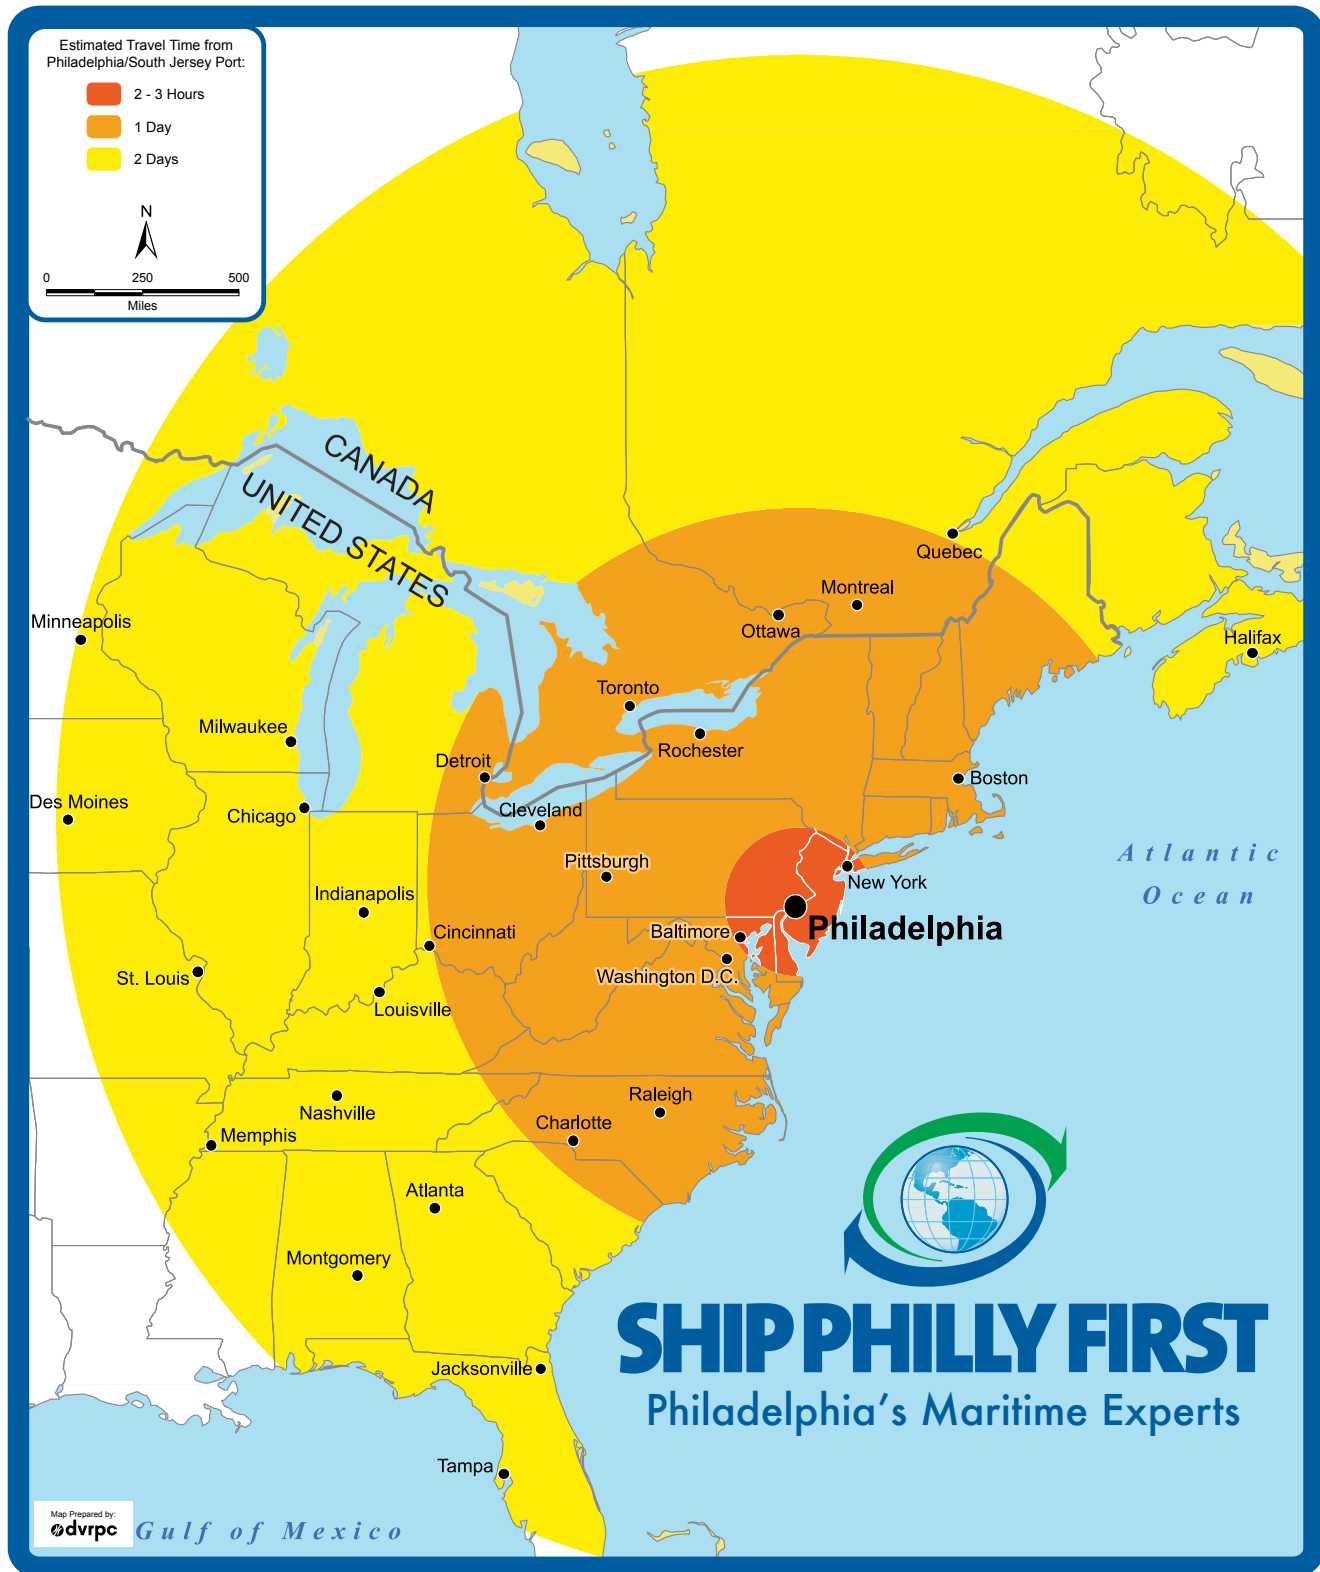 Estimated Travel Time from
Philadelphia/South Jersey Port:
2 - 3 Hours
1 Day
2 Days
N
0 250 500
Miles
CANADA
UNITED STATES
Quebec
Montreal
Ottawa
Minneapolis
Halifax
Toronto
Milwaukee
Rochester
Detroit
Boston
Des Moines
Chicago
Cleveland
Atlantic
Ocean
Pittsburgh
New York
Indianapolis
Philadelphia
Cincinnati
Baltimore
St. Louis
Washington D.C.
Louisville
Nashville
Raleigh
Memphis
Charlotte
Atlanta
Montgomery
SHIP PHILLY FIRST
Jacksonville
Philadelphia's Maritime Experts
Tampa
Map Prepared by:
dvrpc
Gulf of Mexico